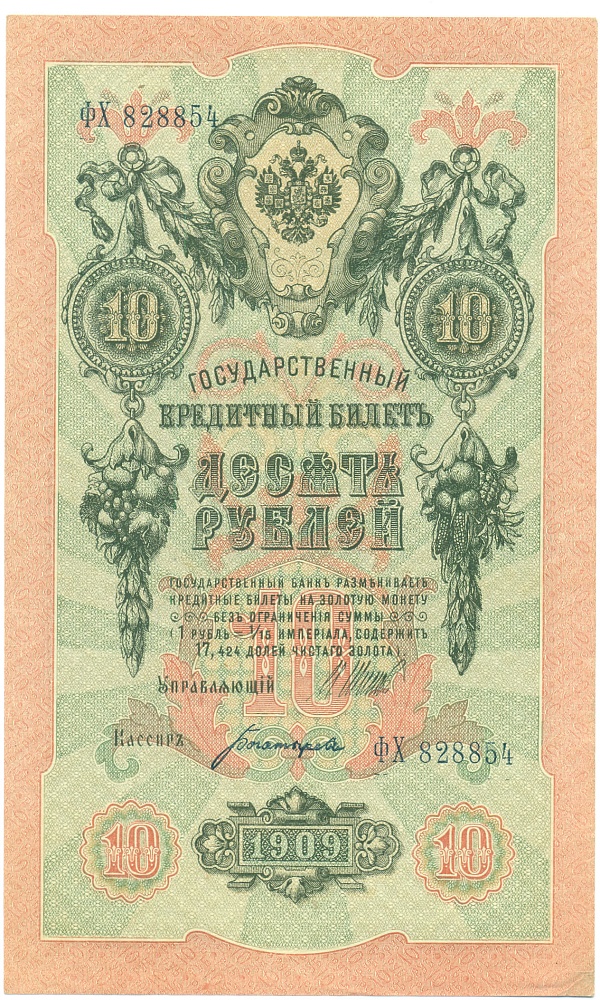 ФХ 828854
10 10
ГОСУДАРСТВЕННЫЙ
КРЕДИТНЫЙ БИЛЕТЪ
ДЕСЯТЬ
РУБЛЕЙ
ГОСУДАРСТВЕННЫЙ БАНКЪ РАЗМѢНИВАЕТЪ
КРЕДИТНЫЕ БИЛЕТЫ НА ЗОЛОТУЮ МОНЕТУ
БЕЗЪ ОГРАНИЧЕНІЯ СУММЫ
(1 РУБЛЬ = 1/15 ИМПЕРІАЛА, СОДЕРЖИТЪ
17,424 ДОЛЕЙ ЧИСТАГО ЗОЛОТА).
10
УПРАВЛЯЮЩІЙ
Кассиръ
ФХ 828854
10 1909 10